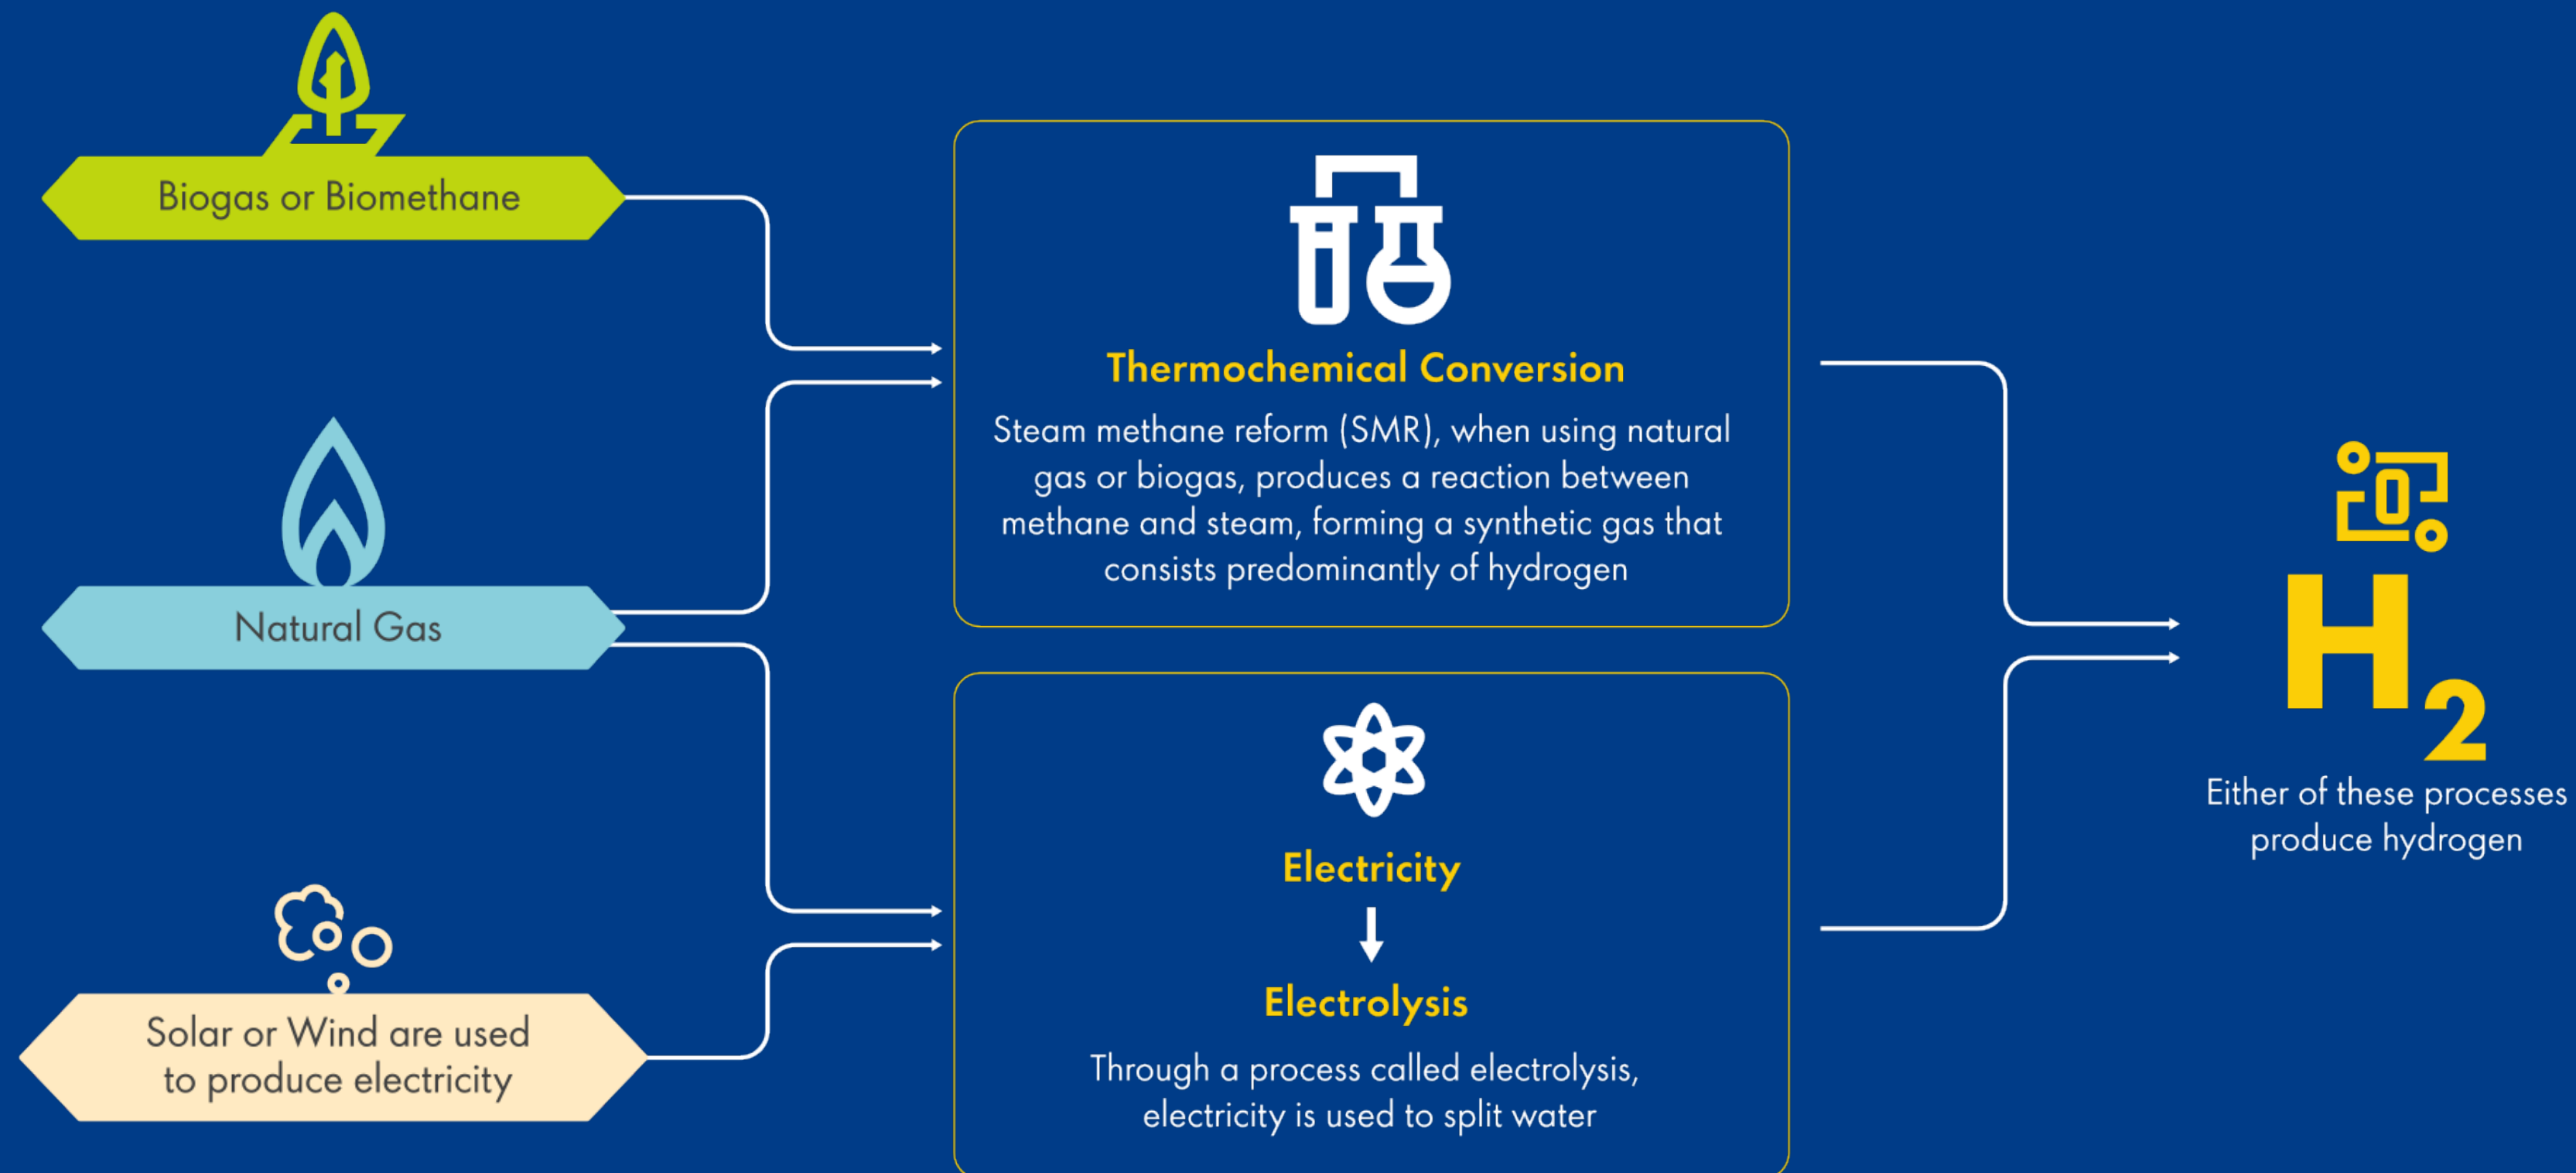 Biogas or Biomethane
Natural Gas
Solar or Wind are used
to produce electricity
Thermochemical Conversion
Steam methane reform (SMR), when using natural
gas or biogas, produces a reaction between
methane and steam, forming a synthetic gas that
consists predominantly of hydrogen
Electricity
Electrolysis
Through a process called electrolysis,
electricity is used to split water
H2
Either of these processes
produce hydrogen